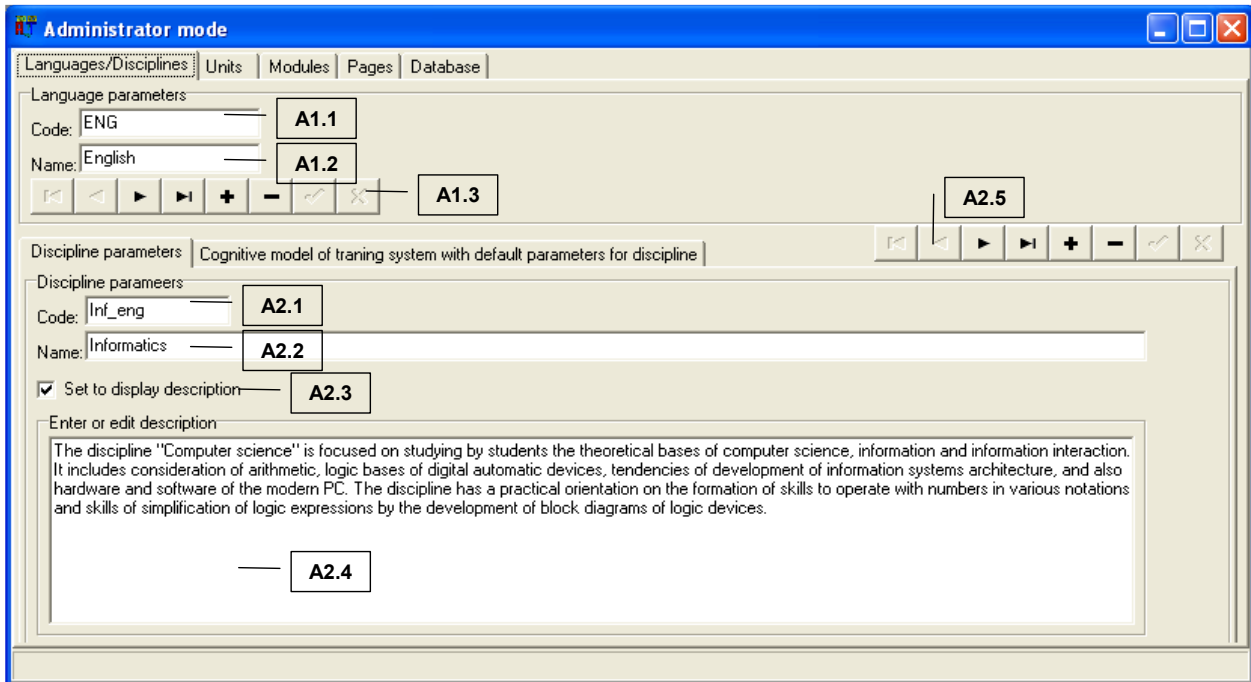 Administrator mode
Languages/Disciplines Units Modules Pages Database
Language parameters
Code: ENG A1.1
Name: English A1.2
A1.3
A2.5
Discipline parameters Cognitive model of traning system with default parameters for discipline
Discipline parameers
Code: Inf_eng A2.1
Name: Informatics A2.2
Set to display description A2.3
Enter or edit description
The discipline "Computer science" is focused on studying by students the theoretical bases of computer science, information and information interaction.
It includes consideration of arithmetic, logic bases of digital automatic devices, tendencies of development of information systems architecture, and also
hardware and software of the modern PC. The discipline has a practical orientation on the formation of skills to operate with numbers in various notations
and skills of simplification of logic expressions by the development of block diagrams of logic devices.
A2.4